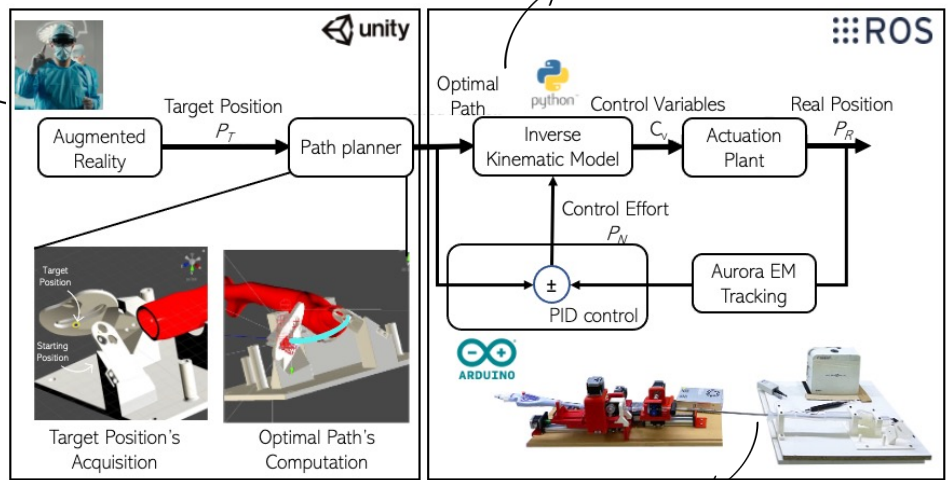 unity
Target Position
P_T
Augmented
Reality
Path planner
Target
Position
Starting
Position
Target Position's
Acquisition
Optimal Path's
Computation
ROS
Optimal
Path
python
Control Variables
C_v
Real Position
P_R
Inverse
Kinematic Model
Actuation
Plant
Control Effort
P_N
±
PID control
Aurora EM
Tracking
ARDUINO